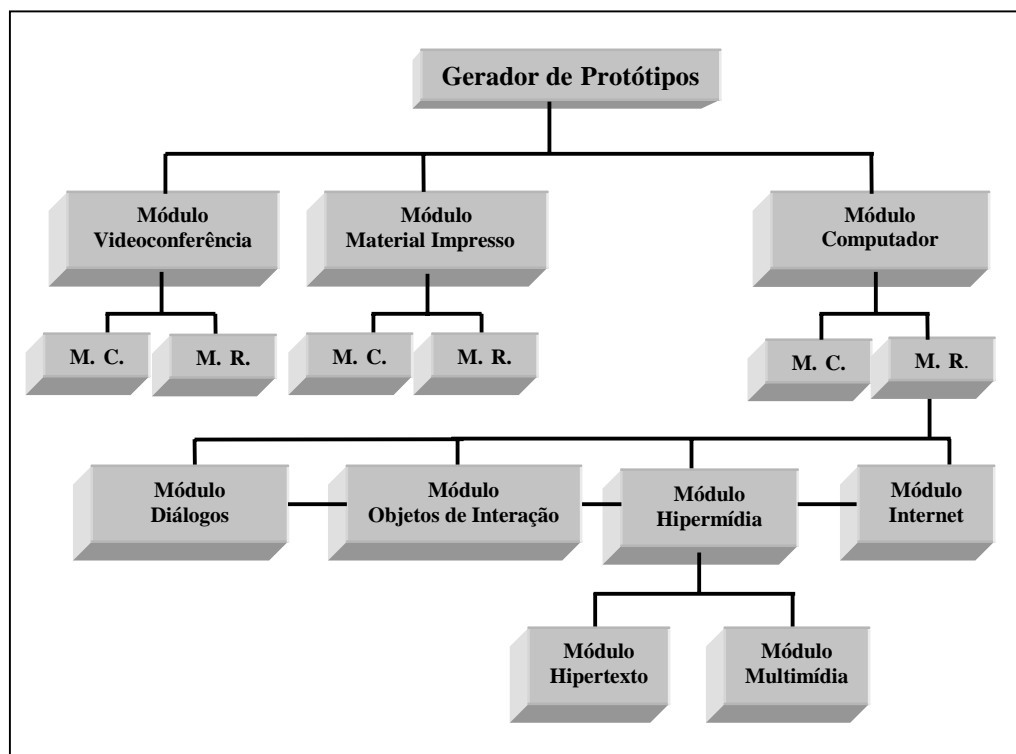 Gerador de Protótipos
Módulo
Videoconferência
Módulo
Material Impresso
Módulo
Computador
M. C.
M. R.
M. C.
M. R.
M. C.
M. R.
Módulo
Diálogos
Módulo
Objetos de Interação
Módulo
Hipermídia
Módulo
Internet
Módulo
Hipertexto
Módulo
Multimídia